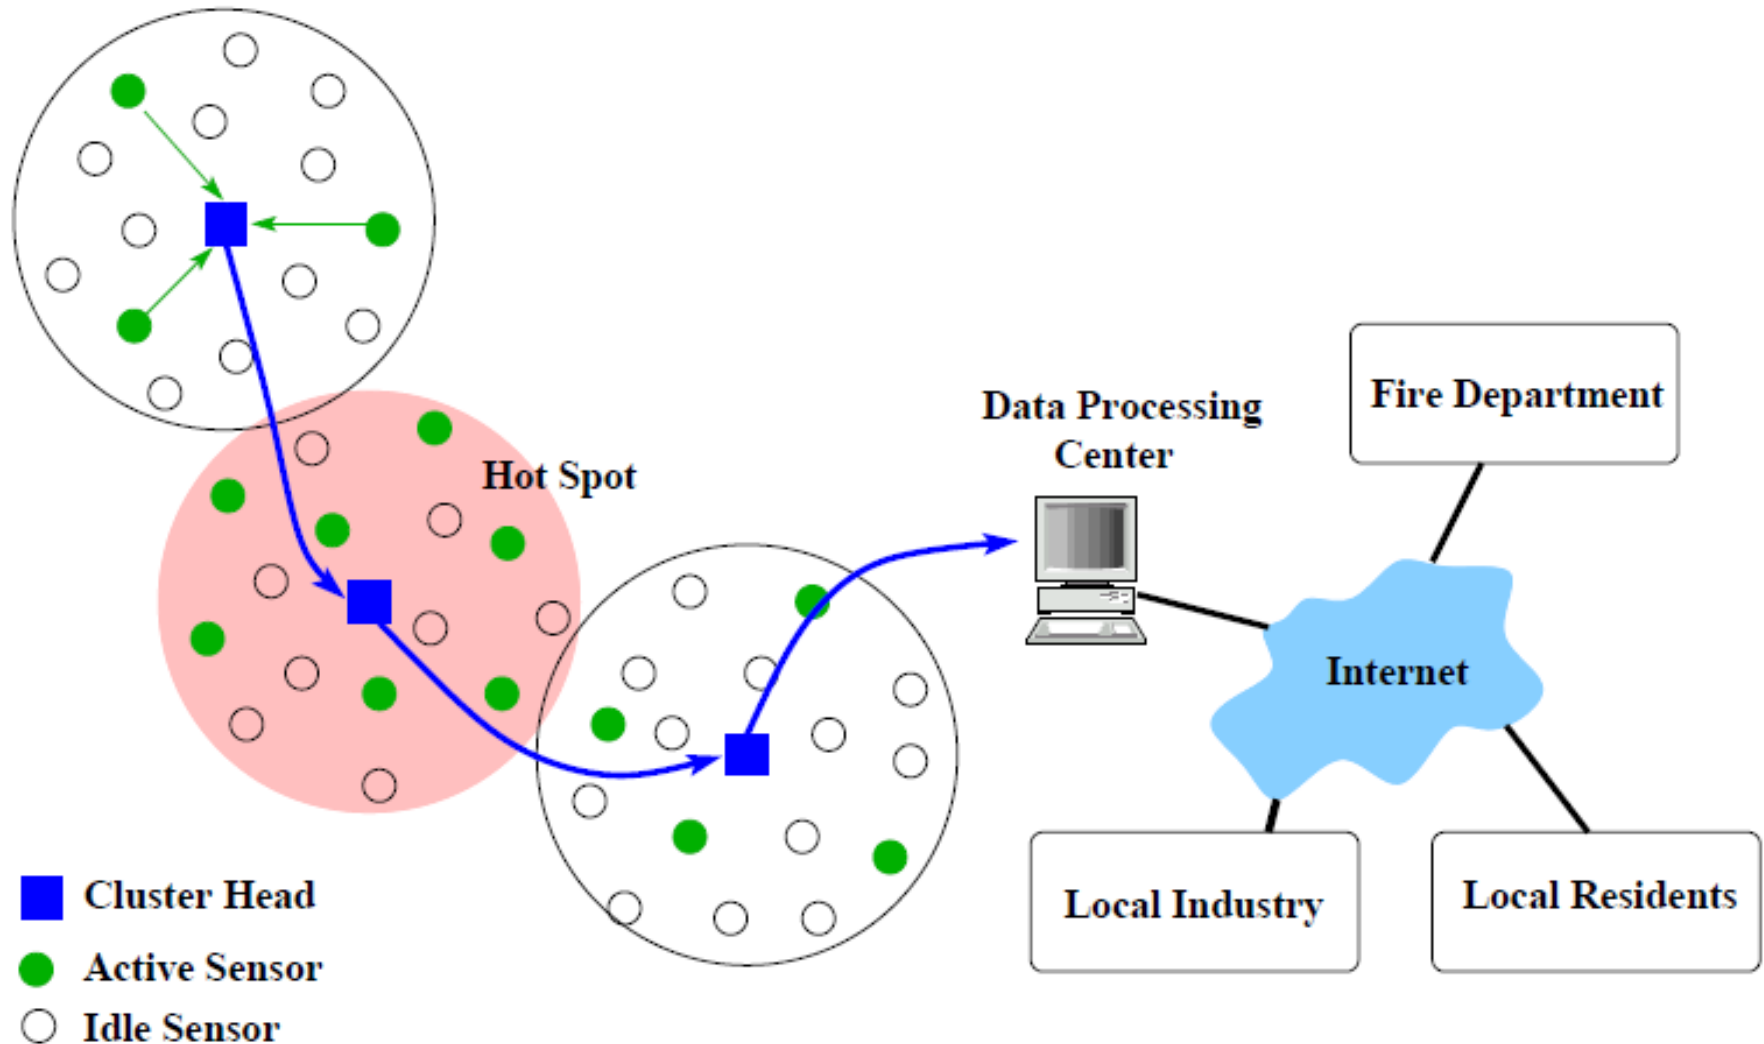 Hot Spot
Data Processing
Center
Fire Department
Internet
Local Industry
Local Residents
Cluster Head
Active Sensor
Idle Sensor